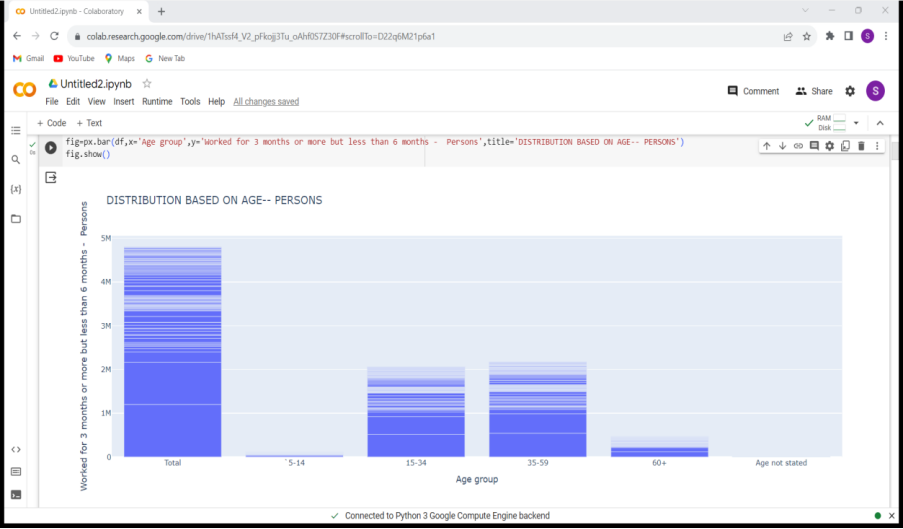 Untitled2.ipynb - Colaboratory
colab.research.google.com/drive/1hATssf4_V2_pFkojj3Tu_oAhf0S7Z30F#scrollTo=D22q6M21p6a1
S
Gmail YouTube Maps New Tab
Untitled2.ipynb
File Edit View Insert Runtime Tools Help All changes saved
Comment Share S
+ Code + Text
RAM
Disk
fig=px.bar(df,x='Age group',y='Worked for 3 months or more but less than 6 months -  Persons',title='DISTRIBUTION BASED ON AGE-- PERSONS')
fig.show()
0s
{x}
DISTRIBUTION BASED ON AGE-- PERSONS
Worked for 3 months or more but less than 6 months -  Persons
5M
4M
3M
2M
1M
0
Total `5-14 15-34 35-59 60+ Age not stated
Age group
Connected to Python 3 Google Compute Engine backend